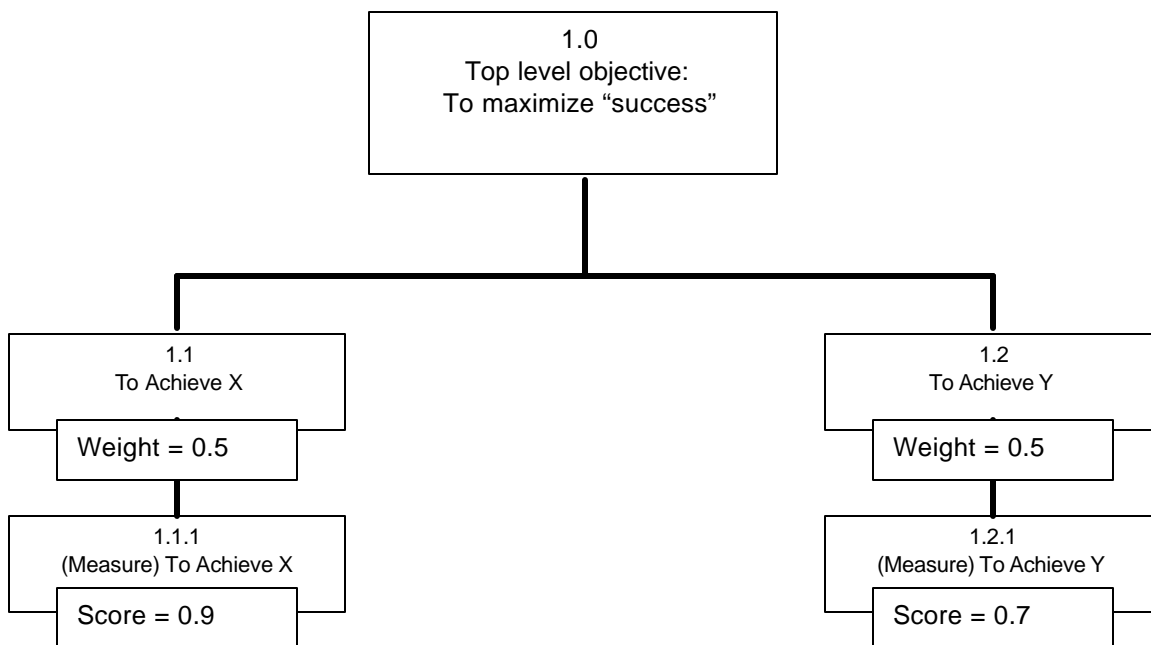 1.0
Top level objective:
To maximize “success”
1.1
To Achieve X
Weight = 0.5
1.1.1
(Measure) To Achieve X
Score = 0.9
1.2
To Achieve Y
Weight = 0.5
1.2.1
(Measure) To Achieve Y
Score = 0.7